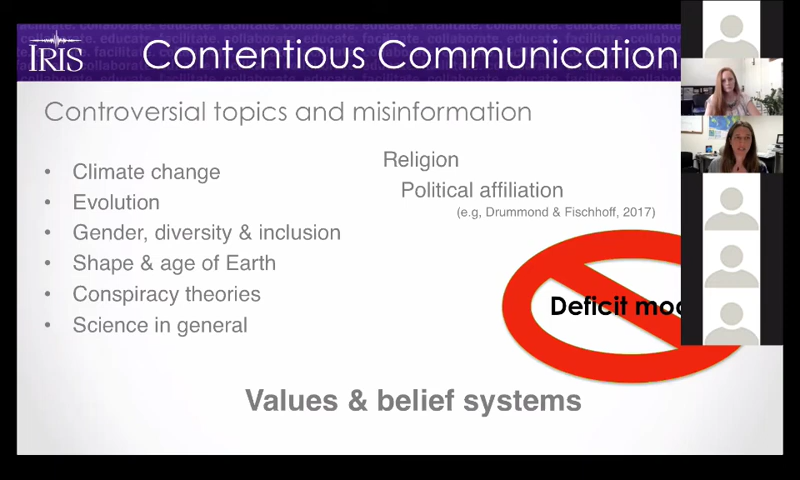 IRIS
Contentious Communication
Controversial topics and misinformation
• Climate change
• Evolution
• Gender, diversity & inclusion
• Shape & age of Earth
• Conspiracy theories
• Science in general
Religion
Political affiliation
(e.g, Drummond & Fischhoff, 2017)
Deficit
Values & belief systems